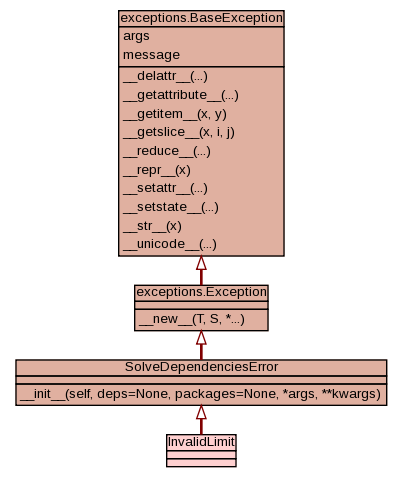 exceptions.BaseException
args
message
__delattr__(...)
__getattribute__(...)
__getitem__(x, y)
__getslice__(x, i, j)
__reduce__(...)
__repr__(x)
__setattr__(...)
__setstate__(...)
__str__(x)
__unicode__(...)
exceptions.Exception
__new__(T, S, *...)
SolveDependenciesError
__init__(self, deps=None, packages=None, *args, **kwargs)
InvalidLimit